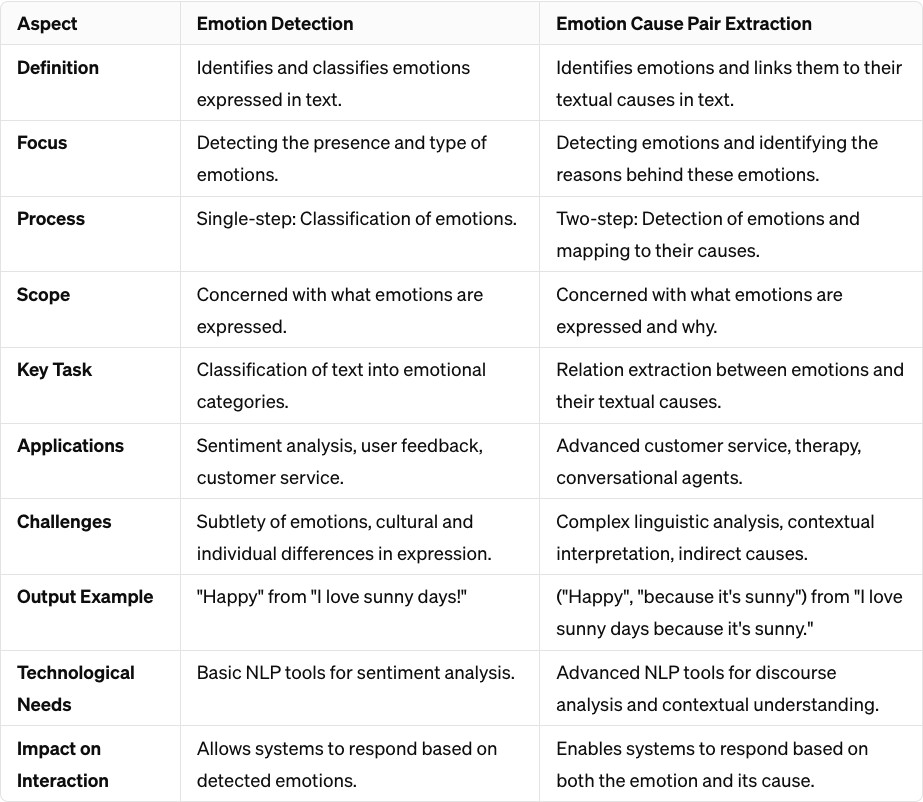 Aspect Emotion Detection Emotion Cause Pair Extraction
Definition Identifies and classifies emotions Identifies emotions and links them to their
expressed in text. textual causes in text.
Focus Detecting the presence and type of Detecting emotions and identifying the
emotions. reasons behind these emotions.
Process Single-step: Classification of emotions. Two-step: Detection of emotions and
mapping to their causes.
Scope Concerned with what emotions are Concerned with what emotions are
expressed. expressed and why.
Key Task Classification of text into emotional Relation extraction between emotions and
categories. their textual causes.
Applications Sentiment analysis, user feedback, Advanced customer service, therapy,
customer service. conversational agents.
Challenges Subtlety of emotions, cultural and Complex linguistic analysis, contextual
individual differences in expression. interpretation, indirect causes.
Output Example "Happy" from "I love sunny days!" ("Happy", "because it's sunny") from "I love
sunny days because it's sunny."
Technological Basic NLP tools for sentiment analysis. Advanced NLP tools for discourse
Needs analysis and contextual understanding.
Impact on Allows systems to respond based on Enables systems to respond based on
Interaction detected emotions. both the emotion and its cause.